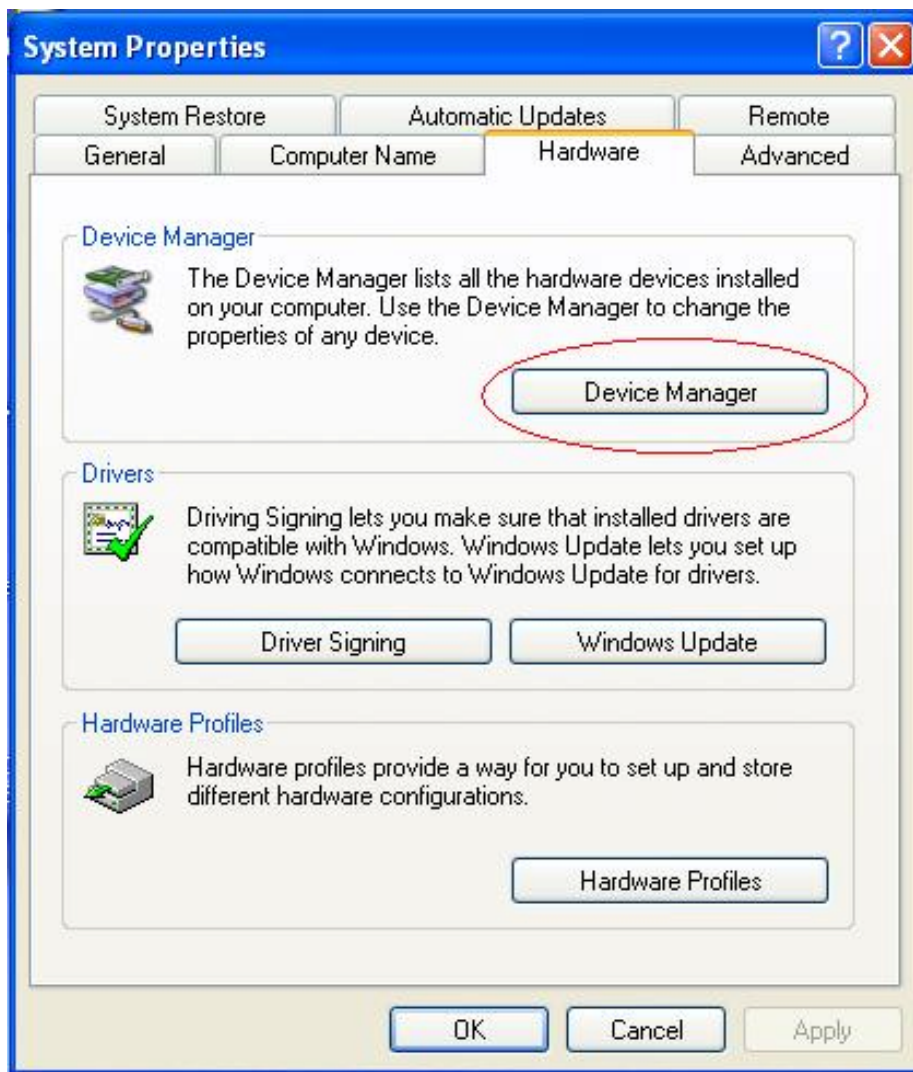 System Properties
System Restore
Automatic Updates
Remote
General
Computer Name
Hardware
Advanced
Device Manager
The Device Manager lists all the hardware devices installed
on your computer. Use the Device Manager to change the
properties of any device.
Device Manager
Drivers
Driving Signing lets you make sure that installed drivers are
compatible with Windows. Windows Update lets you set up
how Windows connects to Windows Update for drivers.
Driver Signing
Windows Update
Hardware Profiles
Hardware profiles provide a way for you to set up and store
different hardware configurations.
Hardware Profiles
OK
Cancel
Apply